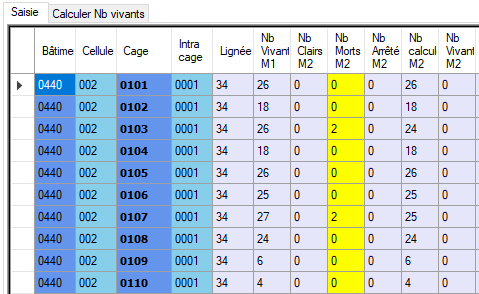 Saisie Calculer Nb vivants
Bâtime Cellule Cage Intra cage Lignée Nb Vivant M1 Nb Clairs M2 Nb Morts M2 Nb Arrêté M2 Nb calcul M2 Nb Vivant M2
0440 002 0101 0001 34 26 0 0 0 26 0
0440 002 0102 0001 34 18 0 0 0 18 0
0440 002 0103 0001 34 26 0 2 0 24 0
0440 002 0104 0001 34 18 0 0 0 18 0
0440 002 0105 0001 34 26 0 0 0 26 0
0440 002 0106 0001 34 25 0 0 0 25 0
0440 002 0107 0001 34 27 0 2 0 25 0
0440 002 0108 0001 34 24 0 0 0 24 0
0440 002 0109 0001 34 6 0 0 0 6 0
0440 002 0110 0001 34 4 0 0 0 4 0